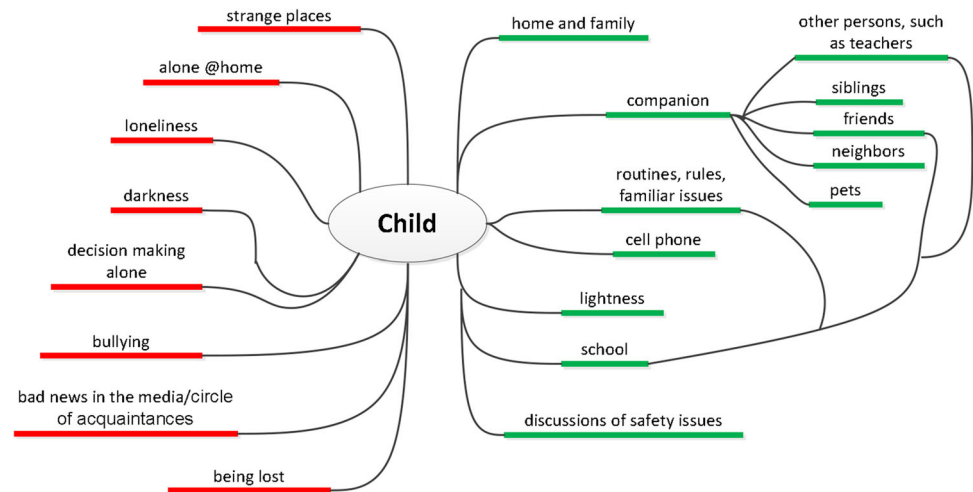 strange places
alone @home
loneliness
darkness
decision making
alone
bullying
bad news in the media/circle
of acquaintances
being lost
Child
home and family
companion
other persons, such
as teachers
siblings
friends
neighbors
pets
routines, rules,
familiar issues
cell phone
lightness
school
discussions of safety issues